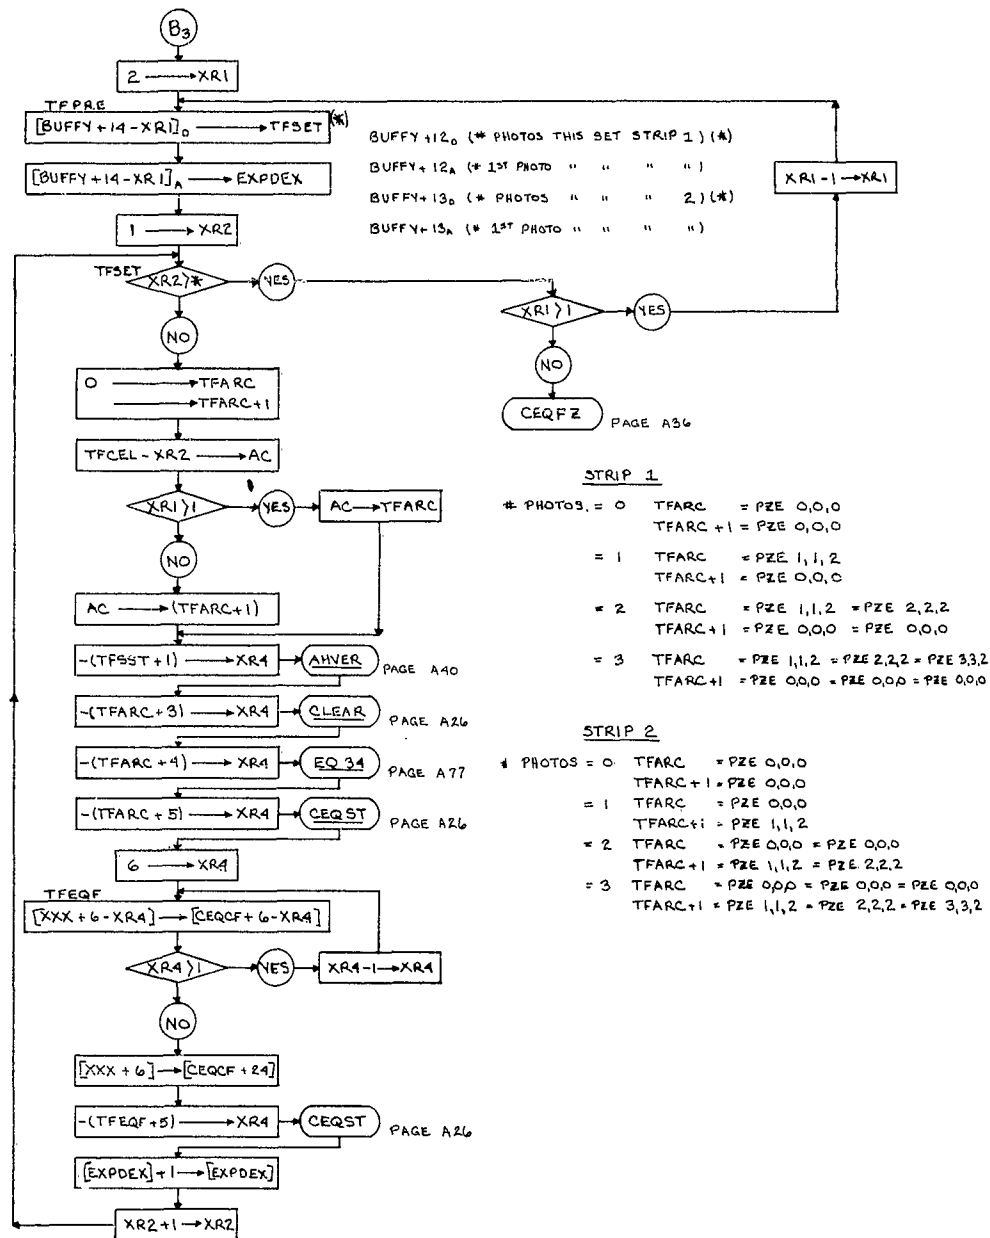 B3
2 → XR1
TFPRE
[BUFFY+14-XR1]D → TFSET (*)
[BUFFY+14-XR1]A → EXPDEX
1 → XR2
BUFFY+12D (# PHOTOS THIS SET STRIP 1) (*)
BUFFY+12A (# 1ST PHOTO " " " ")
BUFFY+13D (# PHOTOS " " " 2) (*)
BUFFY+13A (# 1ST PHOTO " " " ")
XR1-1 → XR1
TFSET
XR2>*
YES
NO
XR1>1
YES
NO
CEQFZ
PAGE A36
0 → TFARC
→ TFARC+1
TFCEL-XR2 → AC
XR1>1
YES
AC → TFARC
NO
AC → (TFARC+1)
-(TFSST+1) → XR4
AHVER
PAGE A40
-(TFARC+3) → XR4
CLEAR
PAGE A26
-(TFARC+4) → XR4
EQ34
PAGE A77
-(TFARC+5) → XR4
CEQST
PAGE A26
6 → XR4
TFEQF
[XXX+6-XR4] → [CEQCF+6-XR4]
XR4>1
YES
XR4-1 → XR4
NO
[XXX+6] → [CEQCF+24]
-(TFEQF+5) → XR4
CEQST
PAGE A26
[EXPDEX]+1 → [EXPDEX]
XR2+1 → XR2
STRIP 1
# PHOTOS. = 0 TFARC = PZE 0,0,0
TFARC+1 = PZE 0,0,0
= 1 TFARC = PZE 1,1,2
TFARC+1 = PZE 0,0,0
= 2 TFARC = PZE 1,1,2 = PZE 2,2,2
TFARC+1 = PZE 0,0,0 = PZE 0,0,0
= 3 TFARC = PZE 1,1,2 = PZE 2,2,2 = PZE 3,3,2
TFARC+1 = PZE 0,0,0 = PZE 0,0,0 = PZE 0,0,0
STRIP 2
# PHOTOS = 0 TFARC = PZE 0,0,0
TFARC+1 = PZE 0,0,0
= 1 TFARC = PZE 0,0,0
TFARC+1 = PZE 1,1,2
= 2 TFARC = PZE 0,0,0 = PZE 0,0,0
TFARC+1 = PZE 1,1,2 = PZE 2,2,2
= 3 TFARC = PZE 0,0,0 = PZE 0,0,0 = PZE 0,0,0
TFARC+1 = PZE 1,1,2 = PZE 2,2,2 = PZE 3,3,2